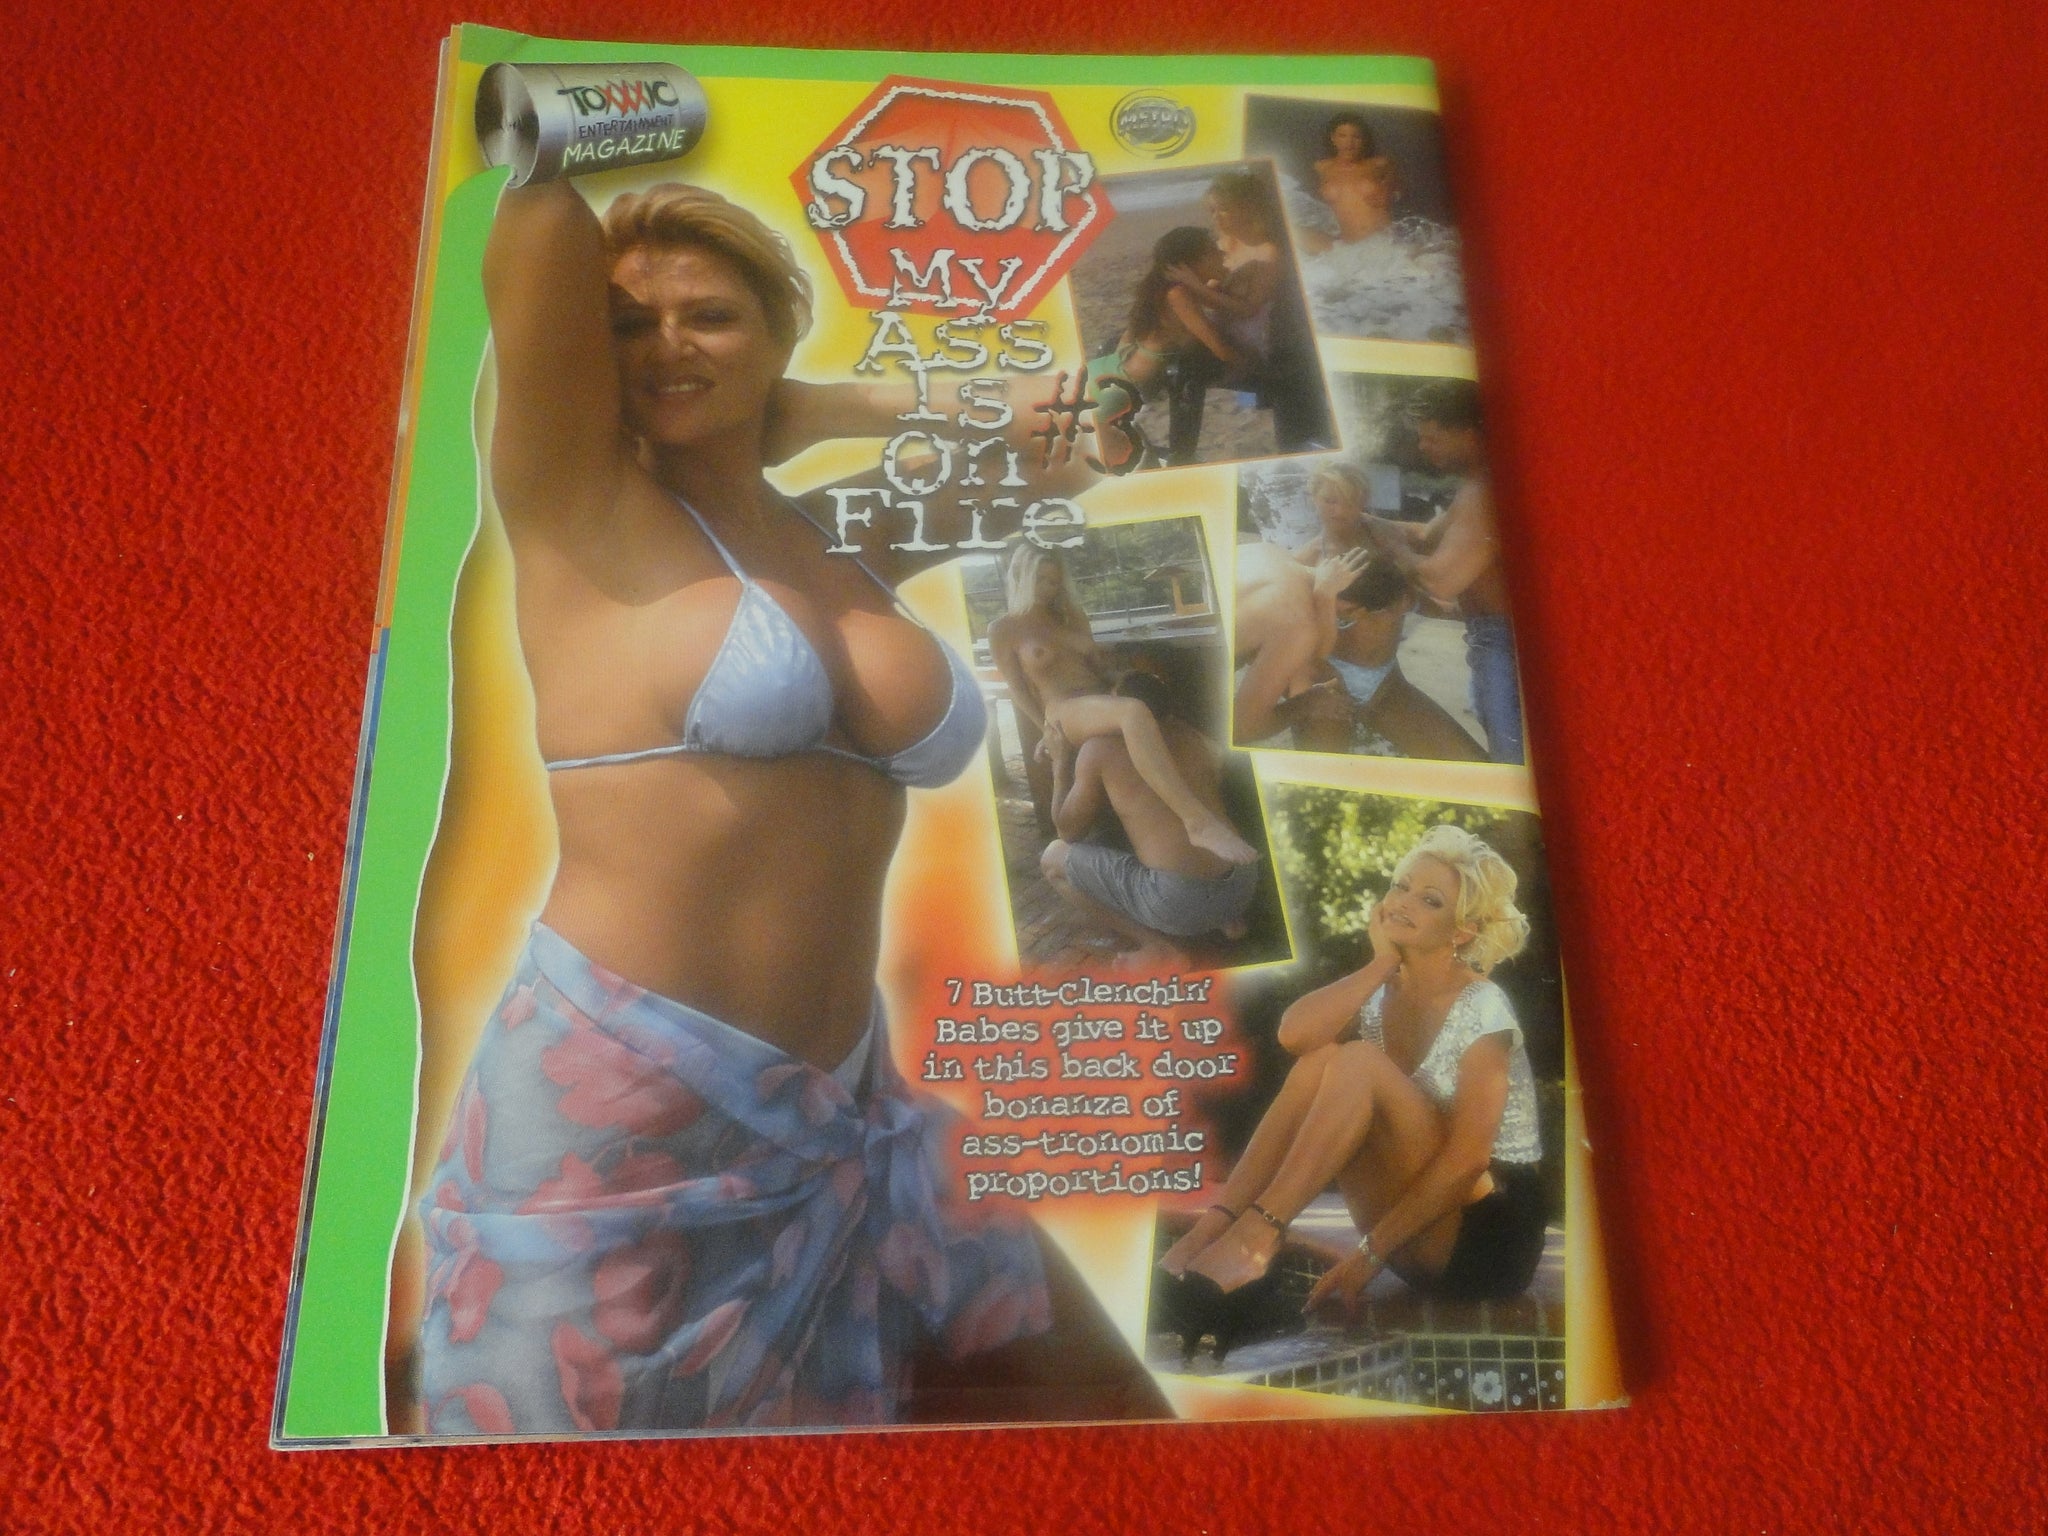 TOXXXIC
ENTERTAINMENT
MAGAZINE
STOP
My
Ass
Is
On
Fire
#3
7 Butt-Clenchin'
Babes give it up
in this back door
bonanza of
ass-tronomic
proportions!